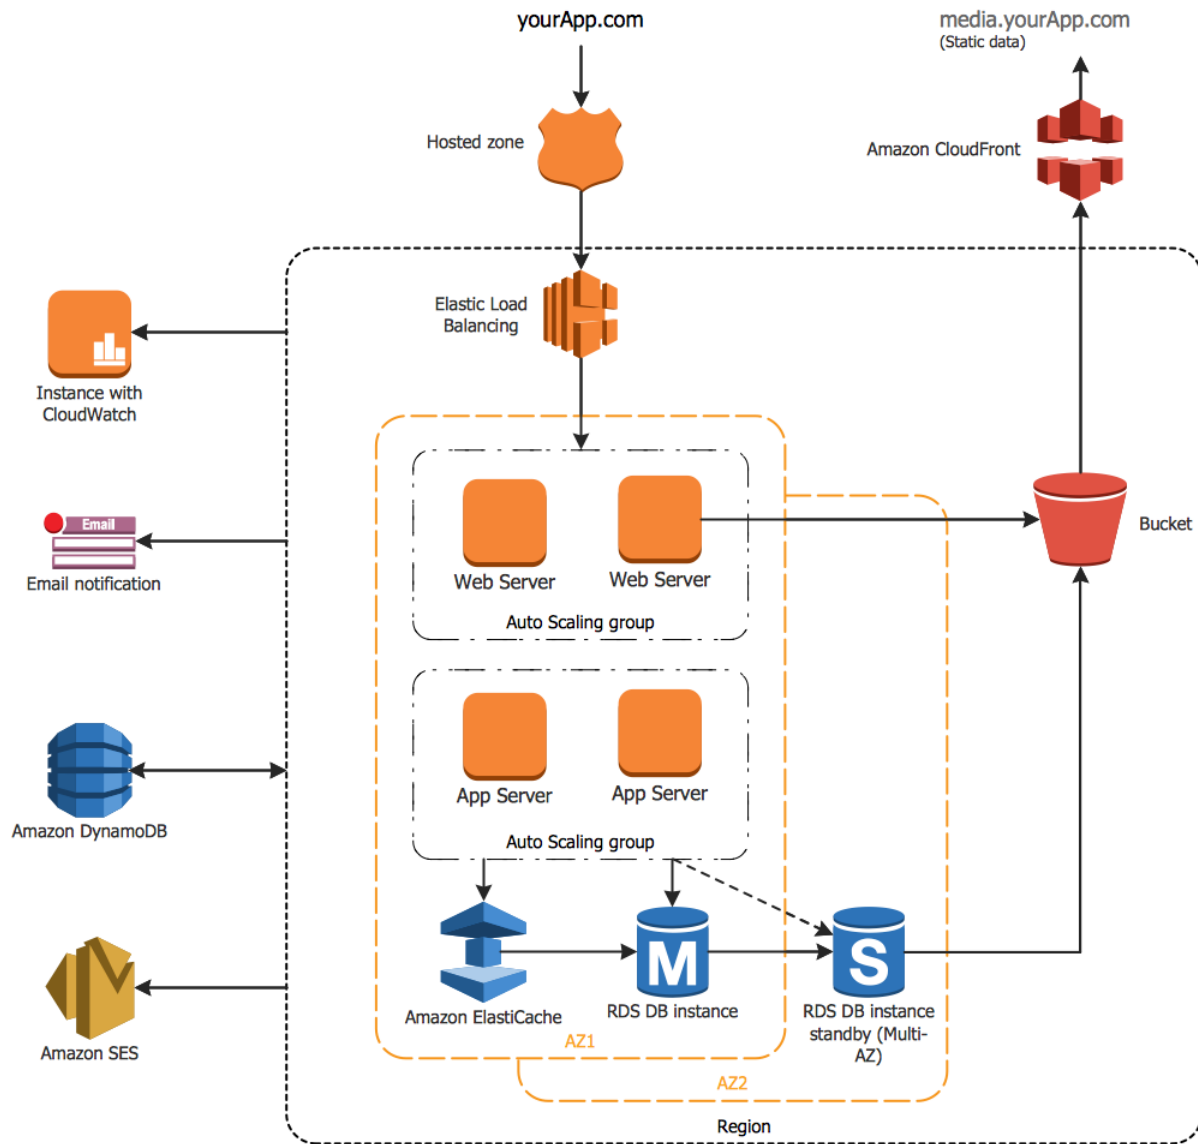 yourApp.com
media.yourApp.com
(Static data)
Hosted zone
Amazon CloudFront
Elastic Load
Balancing
Instance with
CloudWatch
Email
Email notification
Web Server
Web Server
Auto Scaling group
Bucket
App Server
App Server
Auto Scaling group
Amazon DynamoDB
M
S
Amazon ElastiCache
RDS DB instance
RDS DB instance
standby (Multi-
AZ)
AZ1
Amazon SES
AZ2
Region